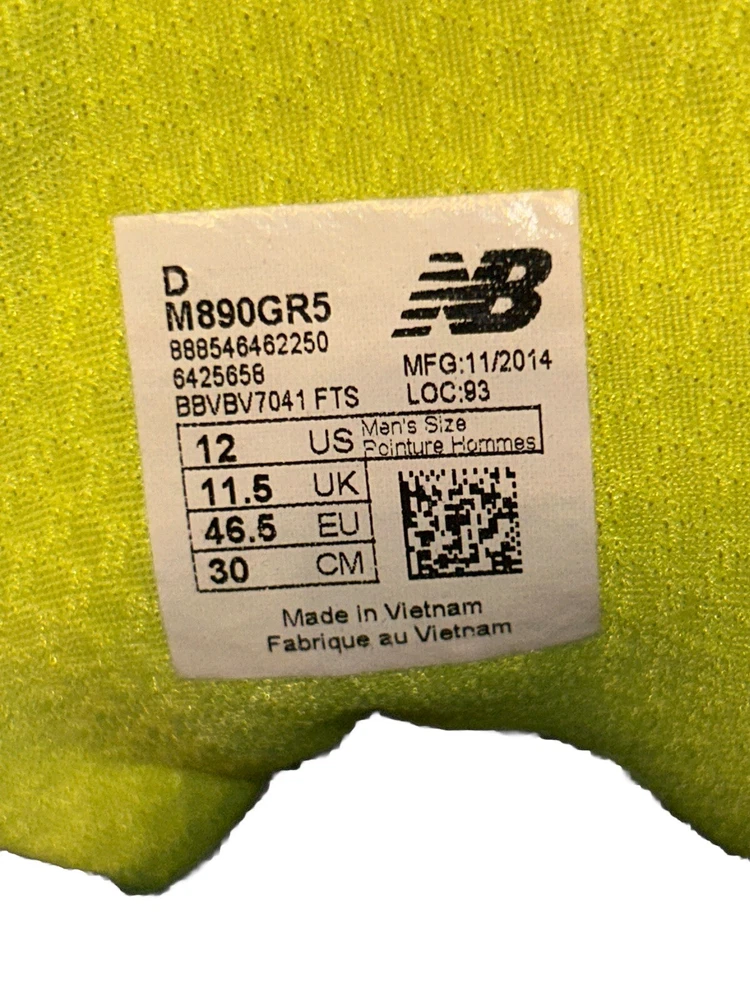 D
M890GR5
888546462250
6425658
BBVBV7041 FTS
NB
MFG:11/2014
LOC:93
12 US Men's Size
Pointure Hommes
11.5 UK
46.5 EU
30 CM
Made in Vietnam
Fabrique au Vietnam